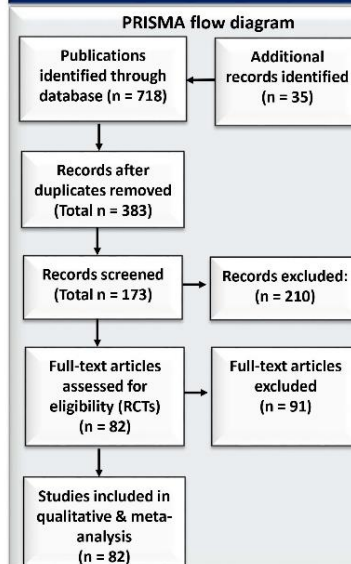 PRISMA flow diagram
Publications
identified through
database (n = 718)
Additional
records identified
(n = 35)
Records after
duplicates removed
(Total n = 383)
Records screened
(Total n = 173)
Records excluded:
(n = 210)
Full-text articles
assessed for
eligibility (RCTs)
(n = 82)
Full-text articles
excluded
(n = 91)
Studies included in
qualitative & meta-
analysis
(n = 82)